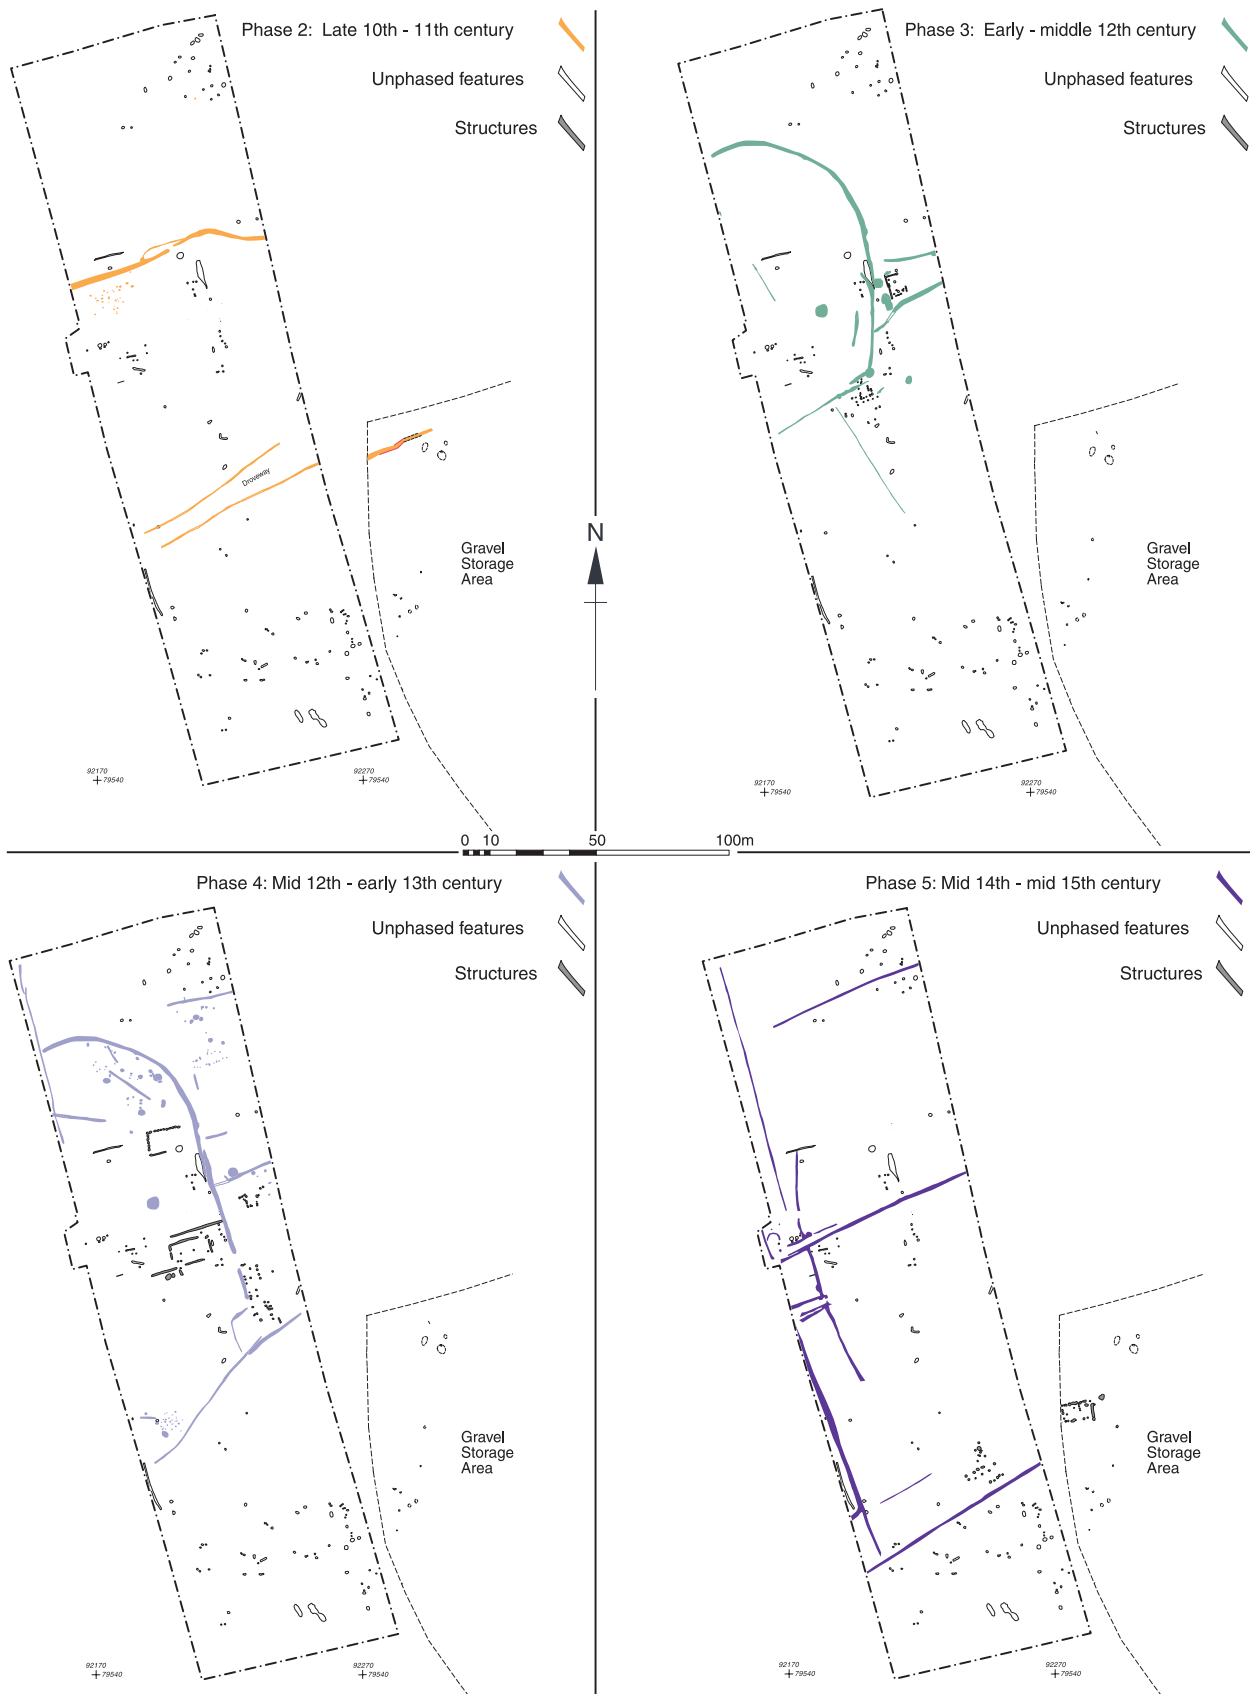 Phase 2: Late 10th - 11th century
Unphased features
Structures
Droveway
Gravel
Storage
Area
92170
79540
92270
79540
Phase 3: Early - middle 12th century
Unphased features
Structures
Gravel
Storage
Area
92170
79540
92270
79540
N
0 10 50 100m
Phase 4: Mid 12th - early 13th century
Unphased features
Structures
Gravel
Storage
Area
92170
79540
92270
79540
Phase 5: Mid 14th - mid 15th century
Unphased features
Structures
Gravel
Storage
Area
92170
79540
92270
79540